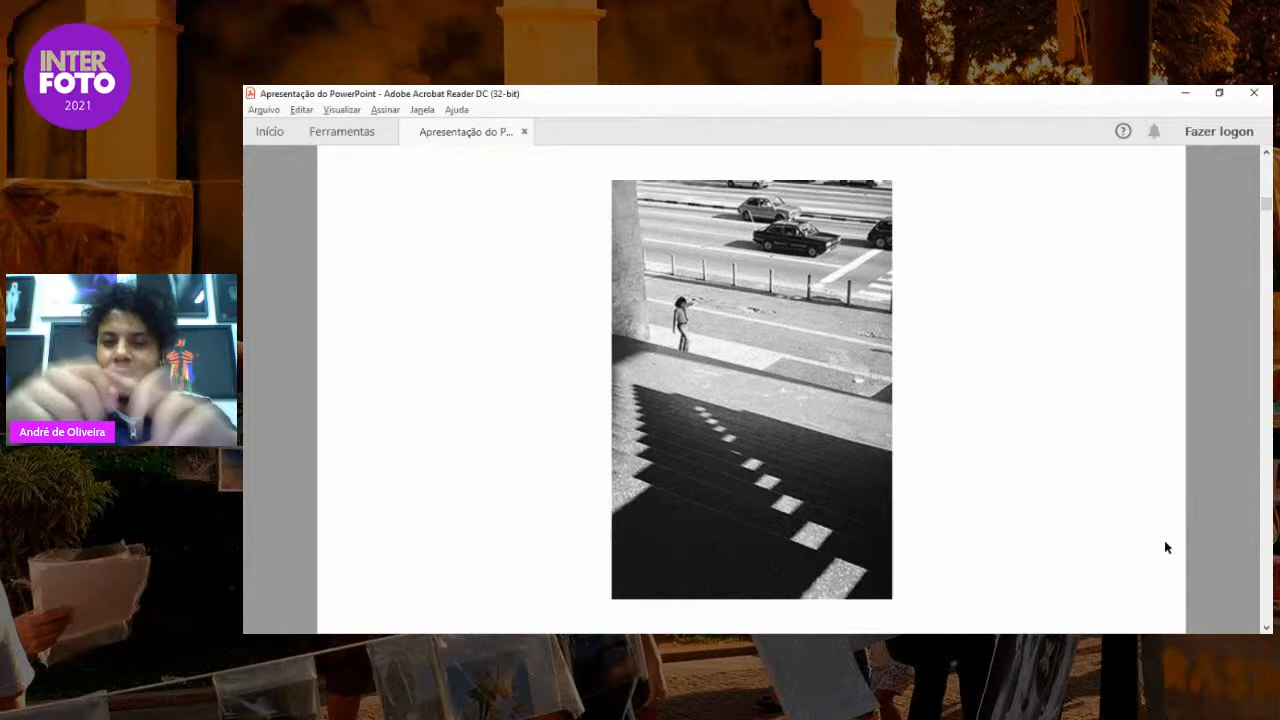 INTER
FOTO
2021
Apresentação do PowerPoint - Adobe Acrobat Reader DC (32-bit)
Arquivo Editar Visualizar Assinar Janela Ajuda
Início Ferramentas Apresentação do P... × Fazer logon
André de Oliveira